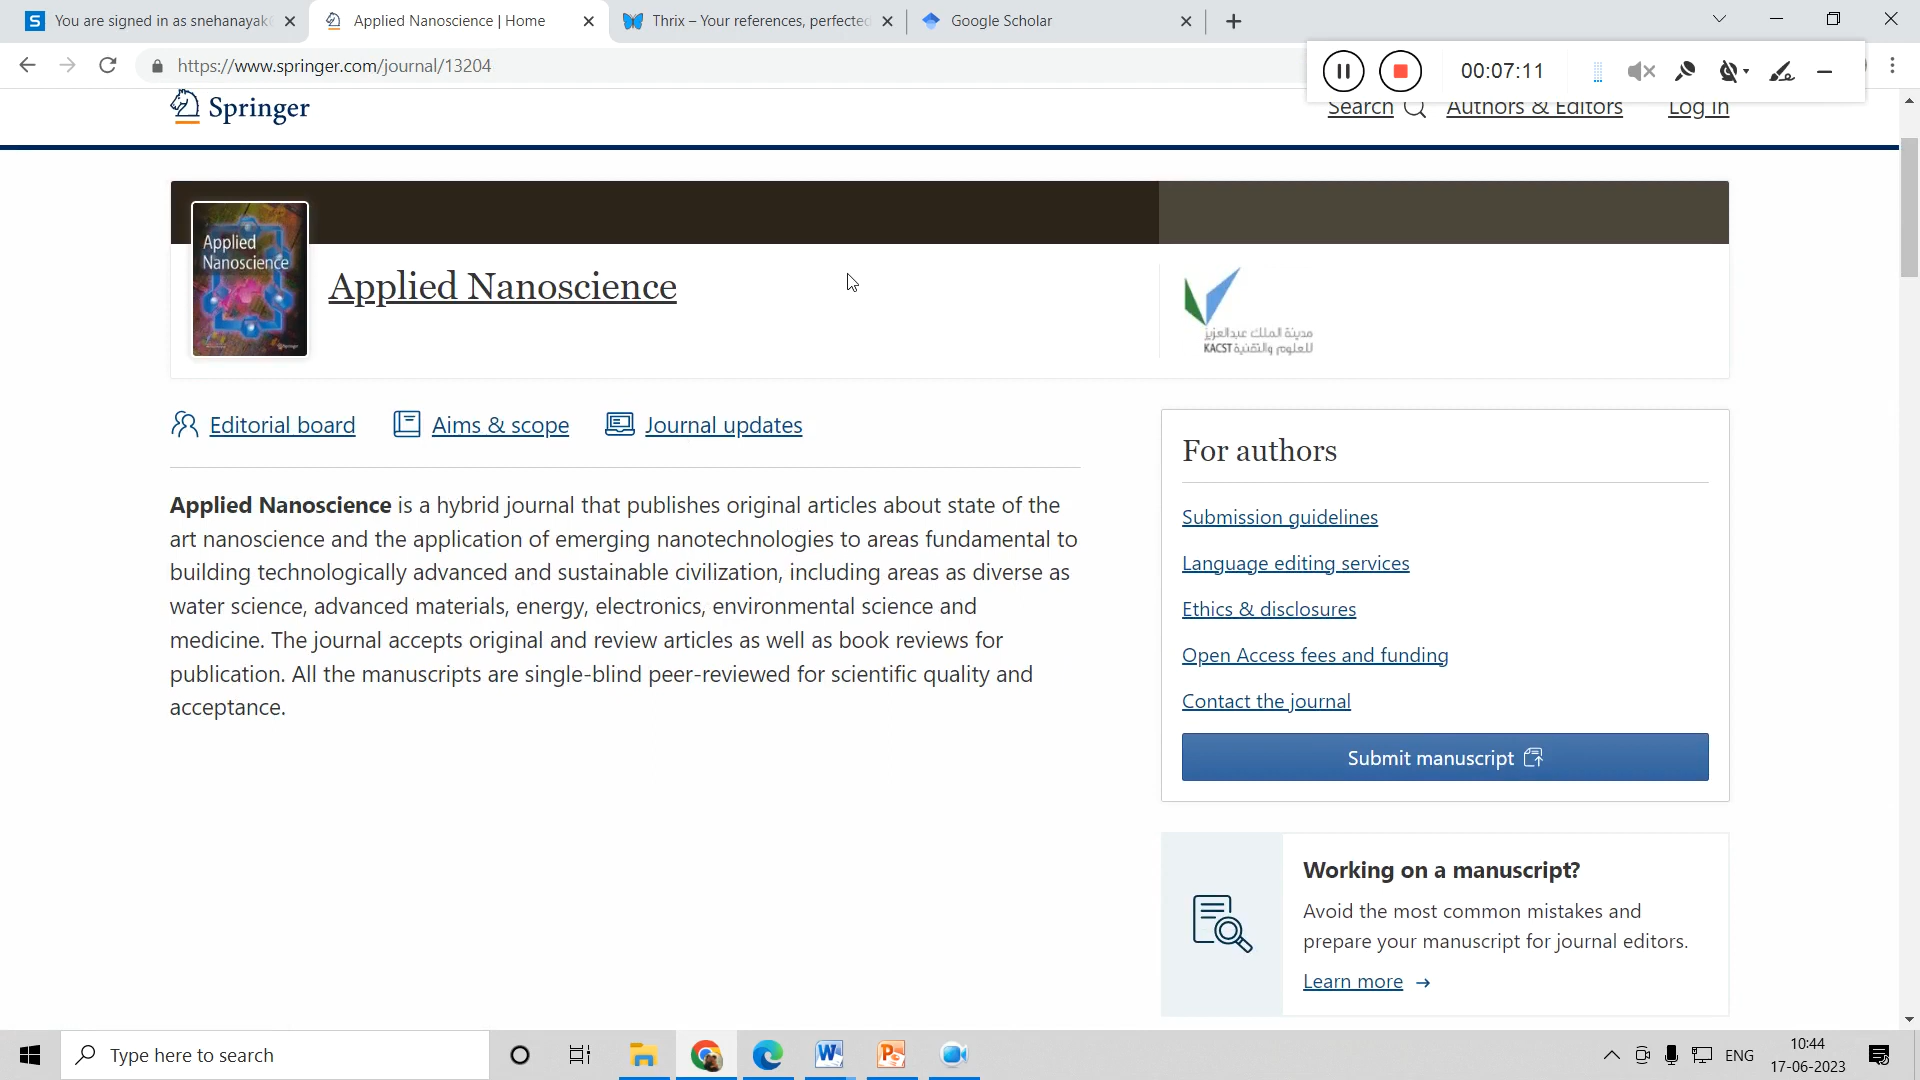 You are signed in as snehanayak
Applied Nanoscience | Home
Thrix – Your references, perfected
Google Scholar
https://www.springer.com/journal/13204
00:07:11
Springer
Search
Authors & Editors
Log in
Applied
Nanoscience
Applied Nanoscience
مدينة الملك عبدالعزيز
للعلوم والتقنية KACST
Editorial board
Aims & scope
Journal updates
Applied Nanoscience is a hybrid journal that publishes original articles about state of the
art nanoscience and the application of emerging nanotechnologies to areas fundamental to
building technologically advanced and sustainable civilization, including areas as diverse as
water science, advanced materials, energy, electronics, environmental science and
medicine. The journal accepts original and review articles as well as book reviews for
publication. All the manuscripts are single-blind peer-reviewed for scientific quality and
acceptance.
For authors
Submission guidelines
Language editing services
Ethics & disclosures
Open Access fees and funding
Contact the journal
Submit manuscript
Working on a manuscript?
Avoid the most common mistakes and
prepare your manuscript for journal editors.
Learn more →
Type here to search
ENG
10:44
17-06-2023